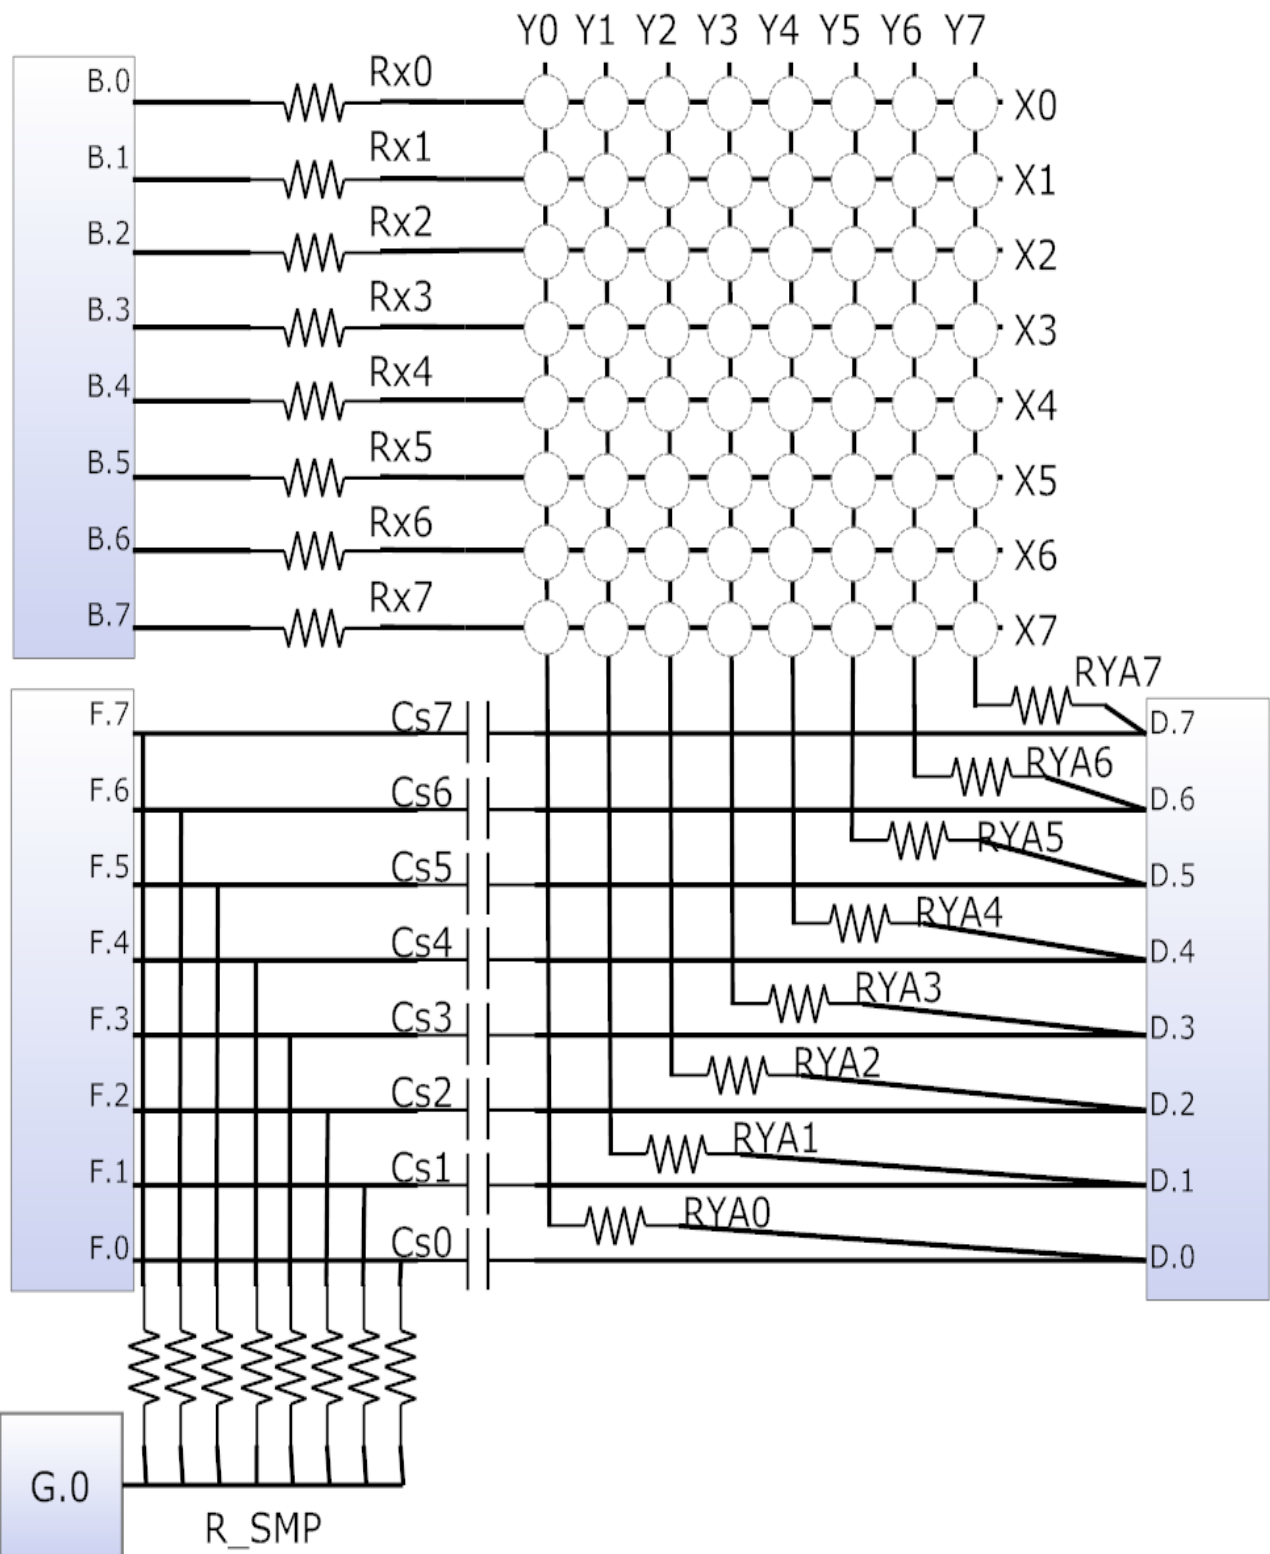 Y0 Y1 Y2 Y3 Y4 Y5 Y6 Y7
B.0 Rx0 X0
B.1 Rx1 X1
B.2 Rx2 X2
B.3 Rx3 X3
B.4 Rx4 X4
B.5 Rx5 X5
B.6 Rx6 X6
B.7 Rx7 X7
RYA7
F.7 Cs7 D.7
RYA6
F.6 Cs6 D.6
RYA5
F.5 Cs5 D.5
RYA4
F.4 Cs4 D.4
RYA3
F.3 Cs3 D.3
RYA2
F.2 Cs2 D.2
RYA1
F.1 Cs1 D.1
RYA0
F.0 Cs0 D.0
G.0
R_SMP